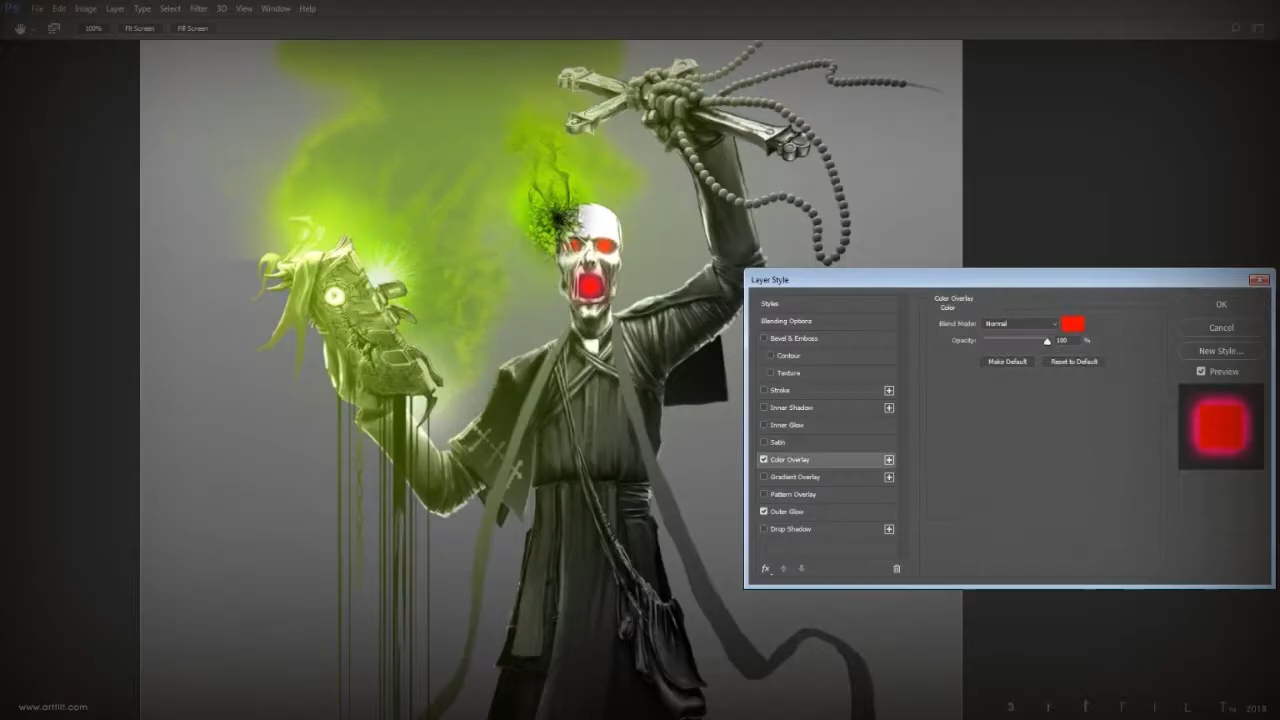 Ps File Edit Image Layer Type Select Filter 3D View Window Help
100% Fit Screen Fill Screen
Layer Style
Styles
Blending Options
Bevel & Emboss
Contour
Texture
Stroke
Inner Shadow
Inner Glow
Satin
Color Overlay
Gradient Overlay
Pattern Overlay
Outer Glow
Drop Shadow
fx
Color Overlay
Color
Blend Mode: Normal
Opacity: 100 %
Make Default Reset to Default
OK
Cancel
New Style...
Preview
www.artfilt.com
a r t F I L T 2018